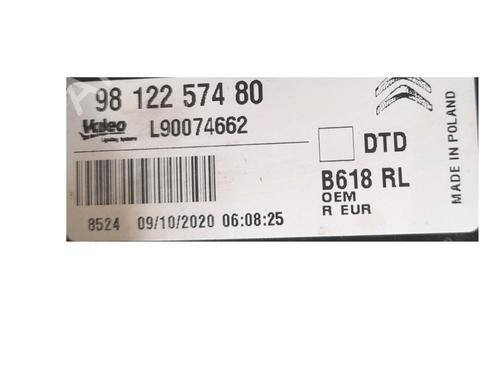 98 122 574 80
Valeo
L90074662
DTD
B618 RL
OEM
R EUR
8524 09/10/2020 06:08:25
MADE IN POLAND